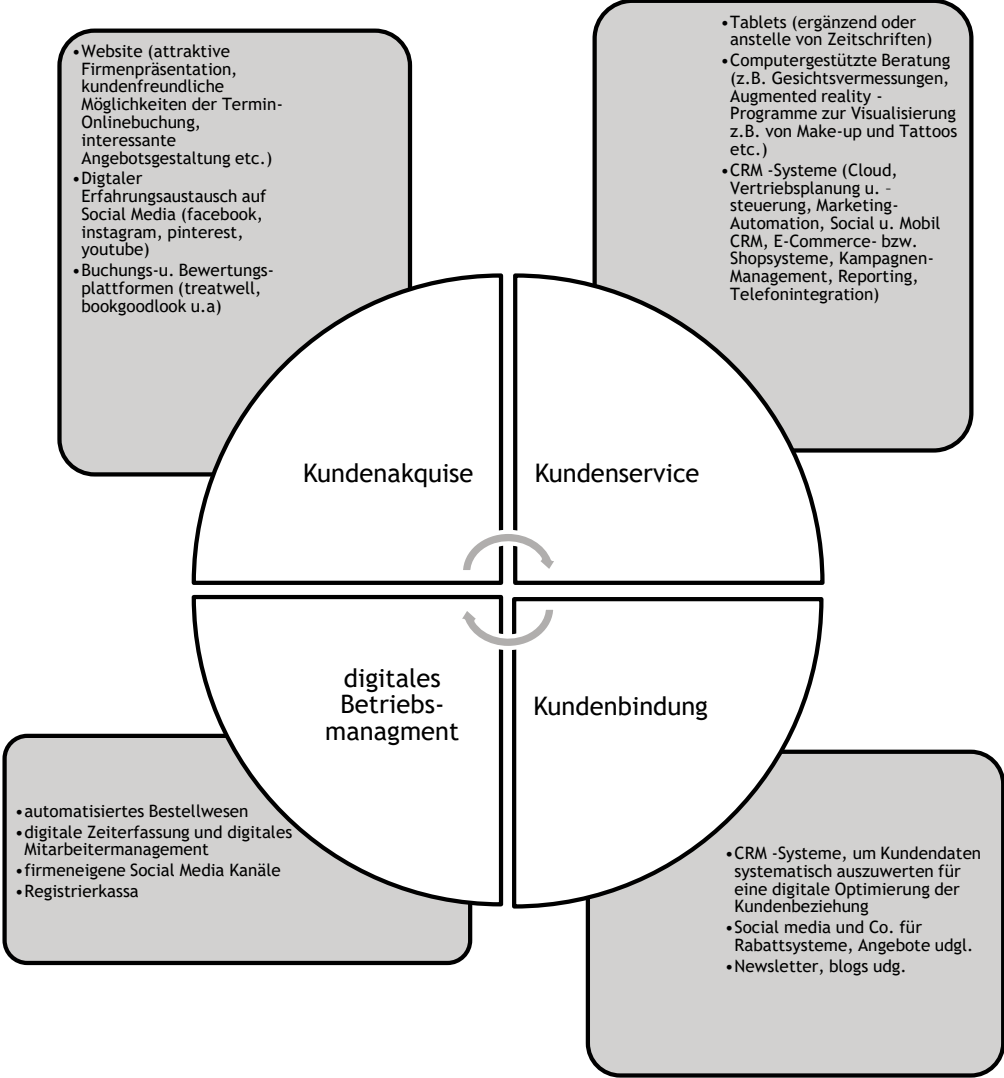 •Website (attraktive
Firmenpräsentation,
kundenfreundliche
Möglichkeiten der Termin-
Onlinebuchung,
interessante
Angebotsgestaltung etc.)
•Digtaler
Erfahrungsaustausch auf
Social Media (facebook,
instagram, pinterest,
youtube)
•Buchungs-u. Bewertungs-
plattformen (treatwell,
bookgoodlook u.a)
•Tablets (ergänzend oder
anstelle von Zeitschriften)
•Computergestützte Beratung
(z.B. Gesichtsvermessungen,
Augmented reality -
Programme zur Visualisierung
z.B. von Make-up und Tattoos
etc.)
•CRM -Systeme (Cloud,
Vertriebsplanung u. –
steuerung, Marketing-
Automation, Social u. Mobil
CRM, E-Commerce- bzw.
Shopsysteme, Kampagnen-
Management, Reporting,
Telefonintegration)
Kundenakquise
Kundenservice
digitales
Betriebs-
managment
Kundenbindung
•automatisiertes Bestellwesen
•digitale Zeiterfassung und digitales
Mitarbeitermanagement
•firmeneigene Social Media Kanäle
•Registrierkassa
•CRM -Systeme, um Kundendaten
systematisch auszuwerten für
eine digitale Optimierung der
Kundenbeziehung
•Social media und Co. für
Rabattsysteme, Angebote udgl.
•Newsletter, blogs udg.